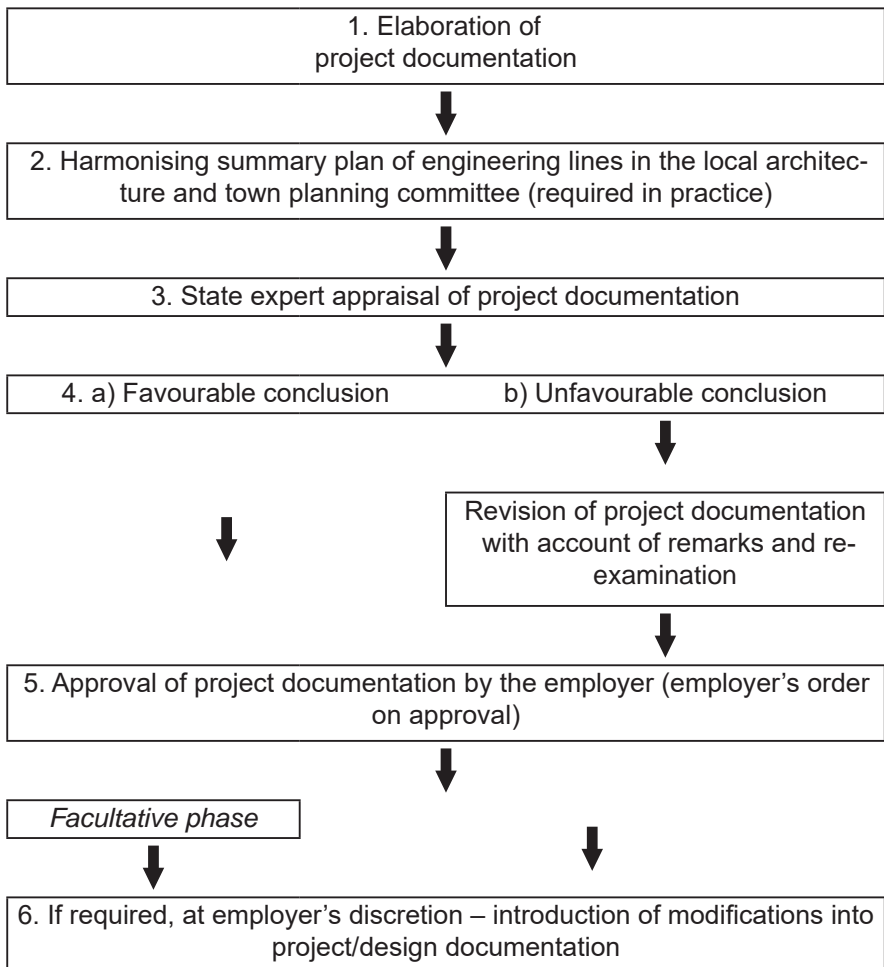 1. Elaboration of
project documentation
2. Harmonising summary plan of engineering lines in the local architec-
ture and town planning committee (required in practice)
3. State expert appraisal of project documentation
4. a) Favourable conclusion b) Unfavourable conclusion
Revision of project documentation
with account of remarks and re-
examination
5. Approval of project documentation by the employer (employer’s order
on approval)
Facultative phase
6. If required, at employer’s discretion – introduction of modifications into
project/design documentation